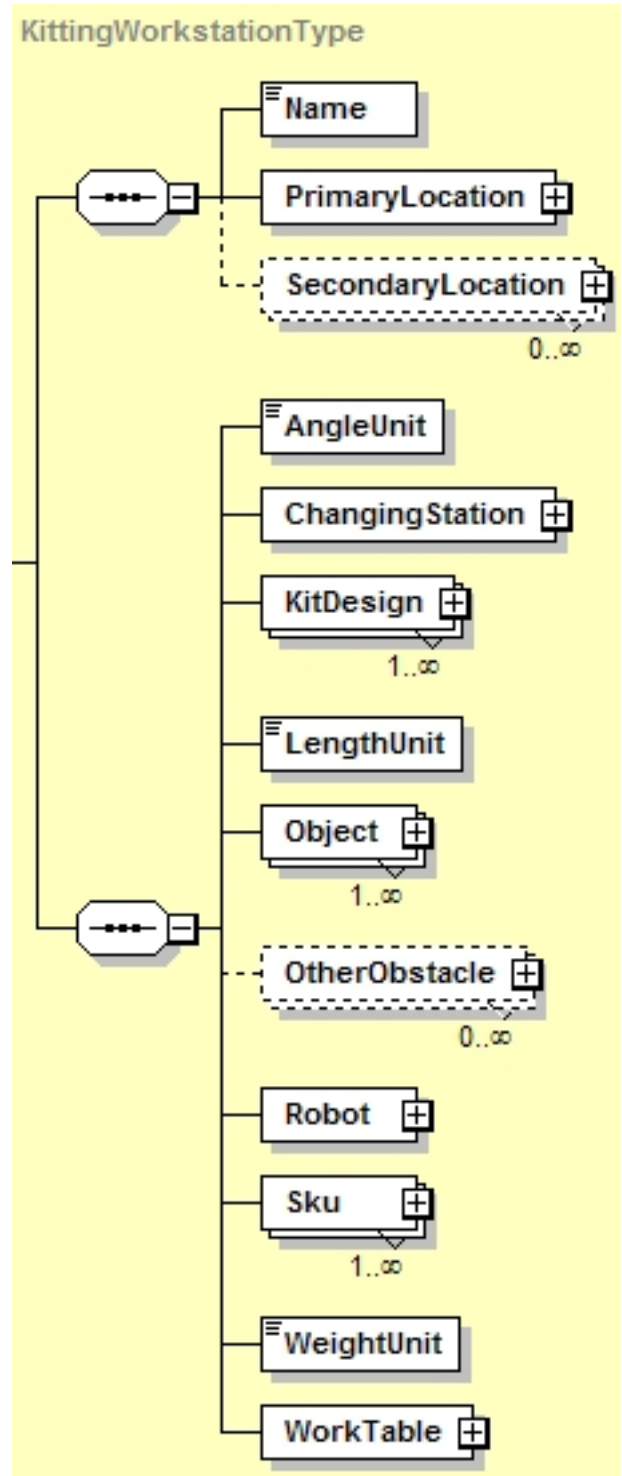 KittingWorkstationType
Name
PrimaryLocation
SecondaryLocation
0..∞
AngleUnit
ChangingStation
KitDesign
1..∞
LengthUnit
Object
1..∞
OtherObstacle
0..∞
Robot
Sku
1..∞
WeightUnit
WorkTable